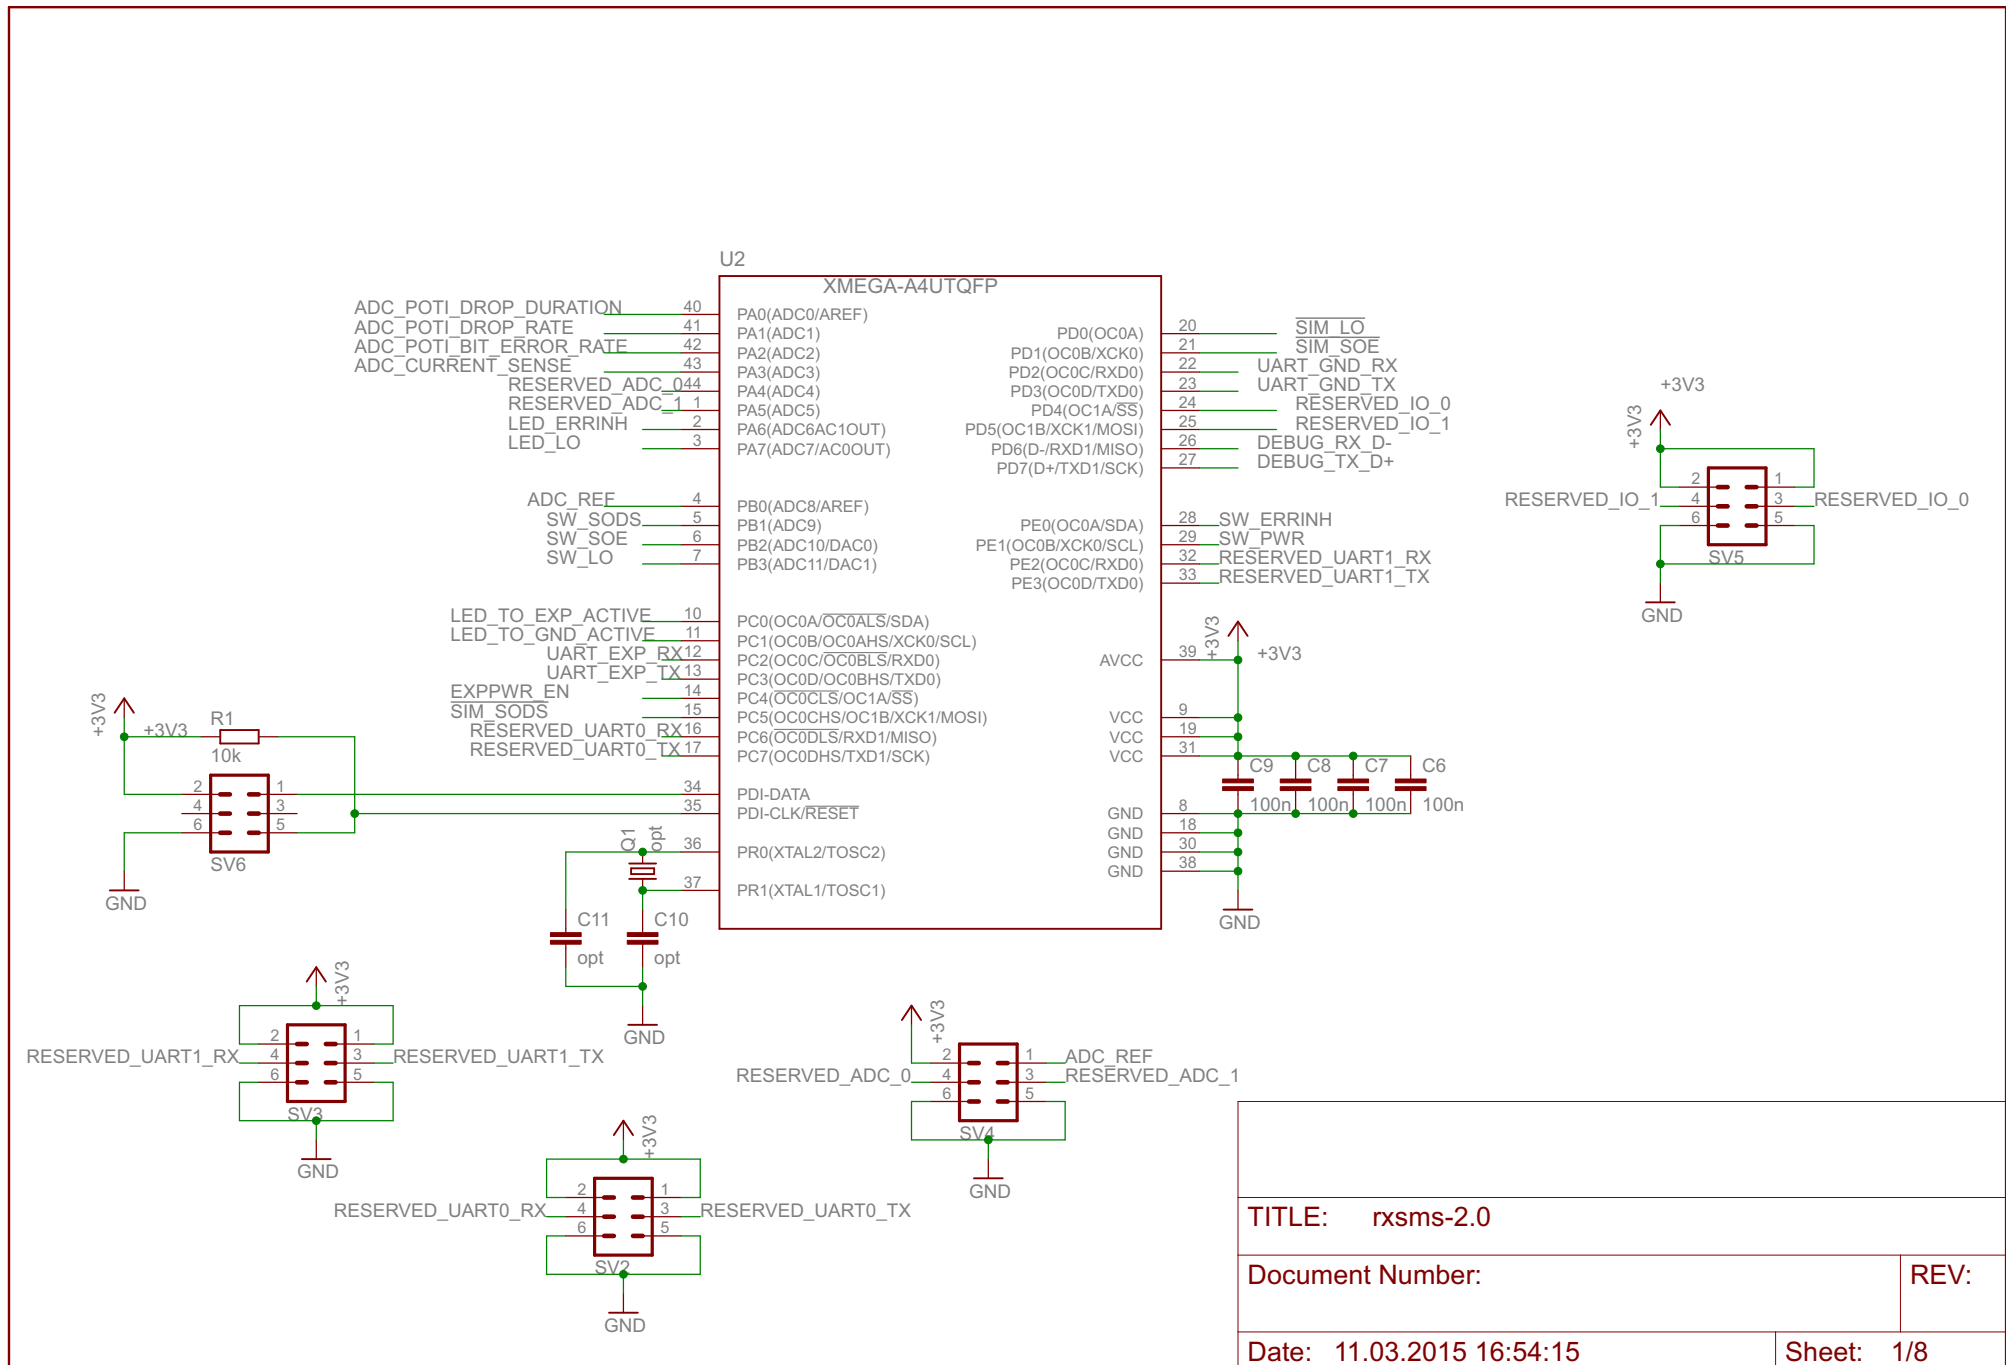 U2
XMEGA-A4UTQFP
ADC_POTI_DROP_DURATION 40 PA0(ADC0/AREF)
ADC_POTI_DROP_RATE 41 PA1(ADC1)
ADC_POTI_BIT_ERROR_RATE 42 PA2(ADC2)
ADC_CURRENT_SENSE 43 PA3(ADC3)
RESERVED_ADC_0 44 PA4(ADC4)
RESERVED_ADC_1 1 PA5(ADC5)
LED_ERRINH 2 PA6(ADC6AC1OUT)
LED_LO 3 PA7(ADC7/AC0OUT)
ADC_REF 4 PB0(ADC8/AREF)
SW_SODS 5 PB1(ADC9)
SW_SOE 6 PB2(ADC10/DAC0)
SW_LO 7 PB3(ADC11/DAC1)
LED_TO_EXP_ACTIVE 10 PC0(OC0A/OC0ALS/SDA)
LED_TO_GND_ACTIVE 11 PC1(OC0B/OC0AHS/XCK0/SCL)
UART_EXP_RX 12 PC2(OC0C/OC0BLS/RXD0)
UART_EXP_TX 13 PC3(OC0D/OC0BHS/TXD0)
EXPPWR_EN 14 PC4(OC0CLS/OC1A/SS)
SIM_SODS 15 PC5(OC0CHS/OC1B/XCK1/MOSI)
RESERVED_UART0_RX 16 PC6(OC0DLS/RXD1/MISO)
RESERVED_UART0_TX 17 PC7(OC0DHS/TXD1/SCK)
34 PDI-DATA
35 PDI-CLK/RESET
36 PR0(XTAL2/TOSC2)
37 PR1(XTAL1/TOSC1)
PD0(OC0A) 20 SIM_LO
PD1(OC0B/XCK0) 21 SIM_SOE
PD2(OC0C/RXD0) 22 UART_GND_RX
PD3(OC0D/TXD0) 23 UART_GND_TX
PD4(OC1A/SS) 24 RESERVED_IO_0
PD5(OC1B/XCK1/MOSI) 25 RESERVED_IO_1
PD6(D-/RXD1/MISO) 26 DEBUG_RX_D-
PD7(D+/TXD1/SCK) 27 DEBUG_TX_D+
PE0(OC0A/SDA) 28 SW_ERRINH
PE1(OC0B/XCK0/SCL) 29 SW_PWR
PE2(OC0C/RXD0) 32 RESERVED_UART1_RX
PE3(OC0D/TXD0) 33 RESERVED_UART1_TX
+3V3
AVCC 39 +3V3
VCC 9
VCC 19
VCC 31
C9 C8 C7 C6
100n 100n 100n 100n
GND 8
GND 18
GND 30
GND 38
GND
+3V3
+3V3
2 1
RESERVED_IO_1 4 3 RESERVED_IO_0
6 5
SV5
GND
+3V3
+3V3
R1
10k
2 1
4 3
6 5
SV6
GND
Q1
opt
C11 C10
opt opt
GND
+3V3
2 1
RESERVED_UART1_RX 4 3 RESERVED_UART1_TX
6 5
SV3
GND
+3V3
2 1
RESERVED_UART0_RX 4 3 RESERVED_UART0_TX
6 5
SV2
GND
+3V3
2 1 ADC_REF
RESERVED_ADC_0 4 3 RESERVED_ADC_1
6 5
SV4
GND
TITLE: rxsms-2.0
Document Number: REV:
Date: 11.03.2015 16:54:15 Sheet: 1/8